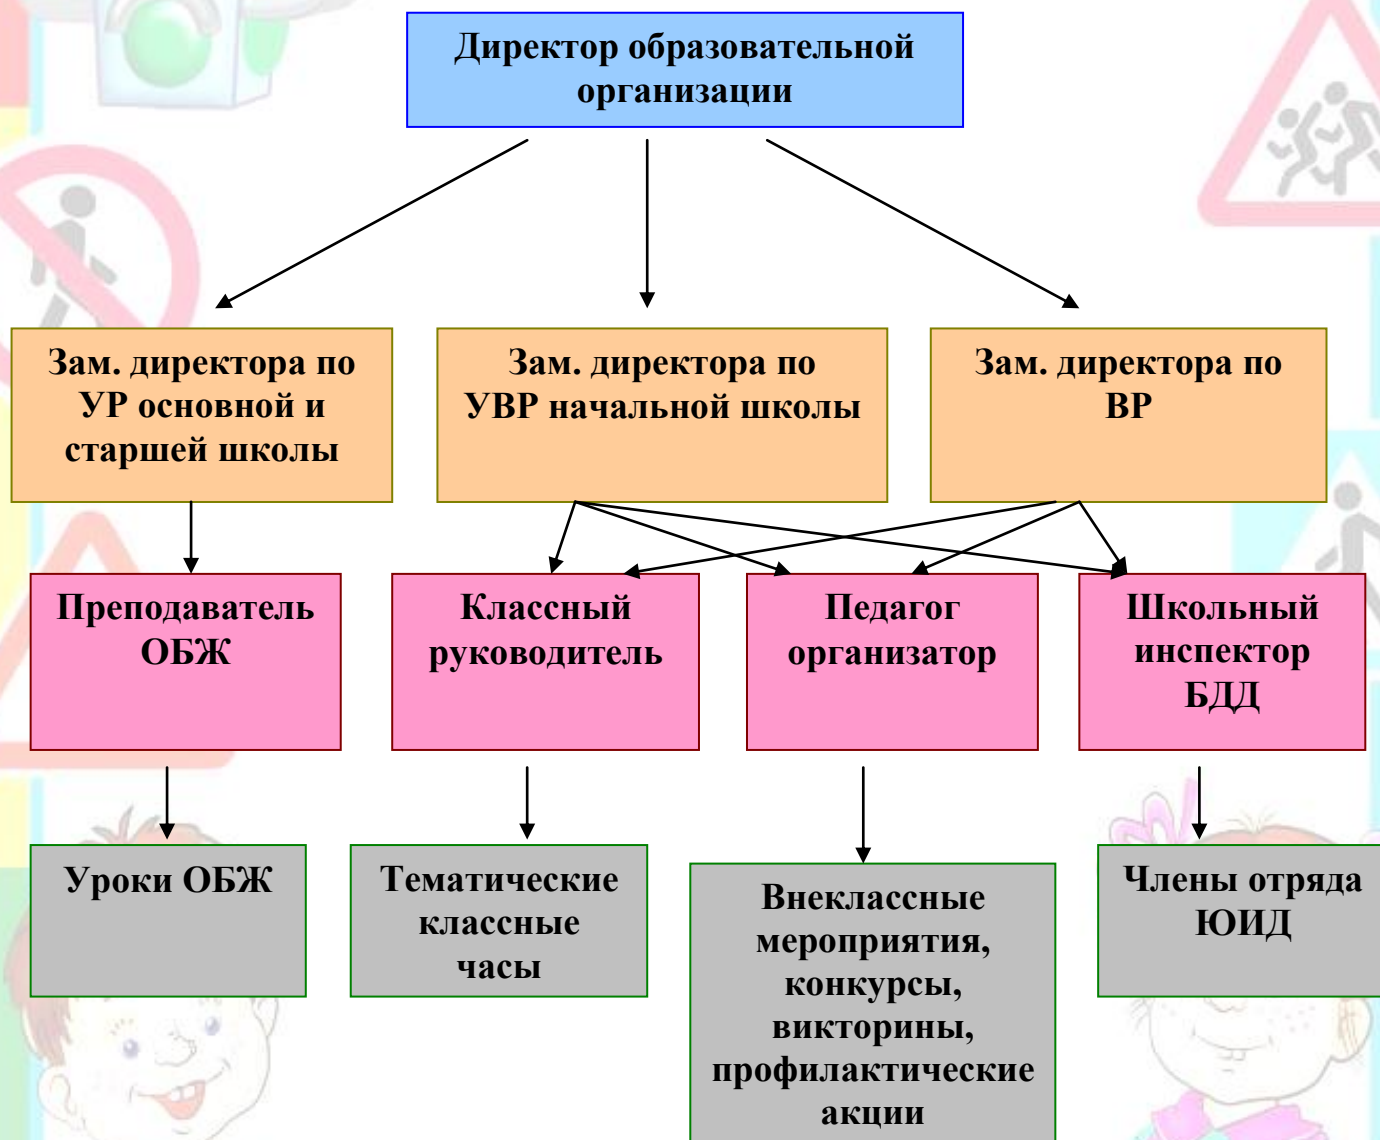 Директор образовательной
организации
Зам. директора по
УР основной и
старшей школы
Зам. директора по
УВР начальной школы
Зам. директора по
ВР
Преподаватель
ОБЖ
Классный
руководитель
Педагог
организатор
Школьный
инспектор
БДД
Уроки ОБЖ
Тематические
классные
часы
Внеклассные
мероприятия,
конкурсы,
викторины,
профилактические
акции
Члены отряда
ЮИД